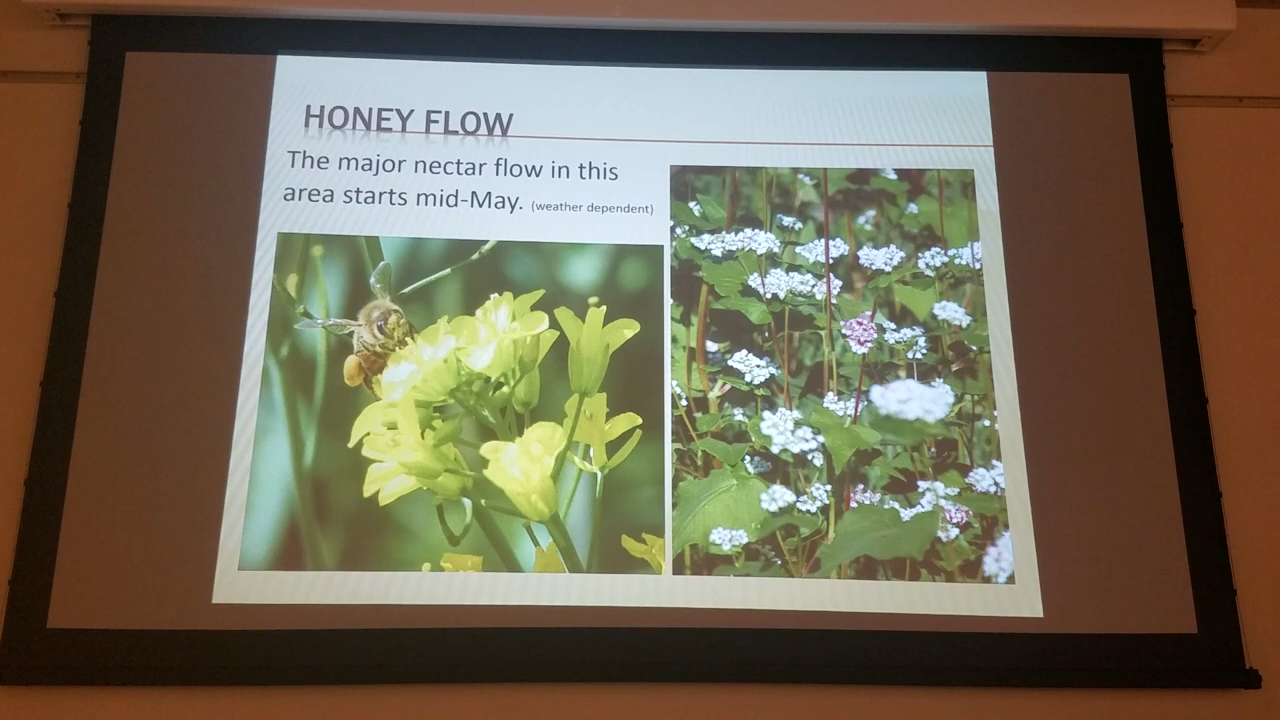 HONEY FLOW
The major nectar flow in this
area starts mid-May. (weather dependent)